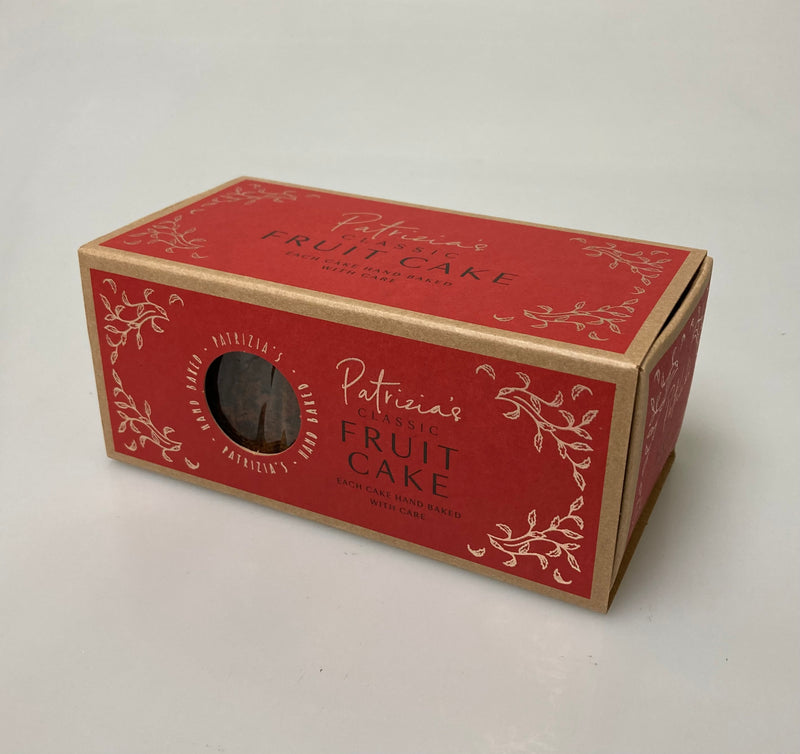 Patrizia's
CLASSIC
FRUIT CAKE
EACH CAKE HAND BAKED
WITH CARE
· PATRIZIA'S · HAND BAKED · PATRIZIA'S · HAND BAKED
Patrizia's
CLASSIC
FRUIT
CAKE
EACH CAKE HAND BAKED
WITH CARE